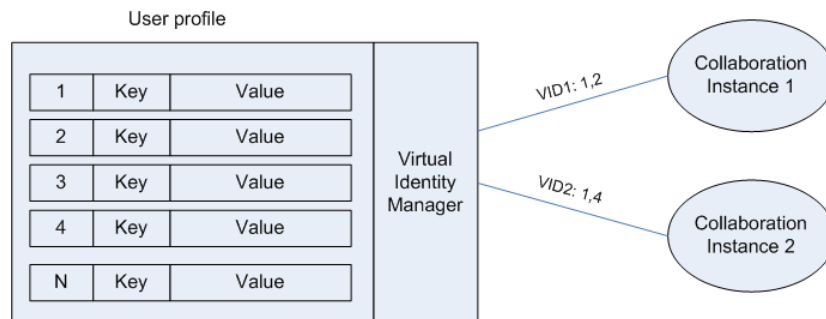 User profile
1 Key Value
2 Key Value
3 Key Value
4 Key Value
N Key Value
Virtual
Identity
Manager
VID1: 1,2
VID2: 1,4
Collaboration
Instance 1
Collaboration
Instance 2